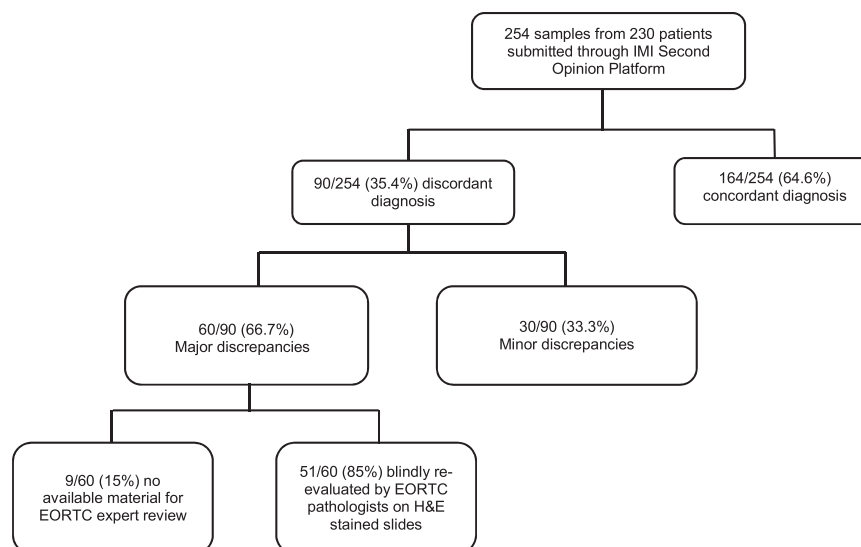 254 samples from 230 patients
submitted through IMI Second
Opinion Platform
90/254 (35.4%) discordant
diagnosis
164/254 (64.6%)
concordant diagnosis
60/90 (66.7%)
Major discrepancies
30/90 (33.3%)
Minor discrepancies
9/60 (15%) no
available material for
EORTC expert review
51/60 (85%) blindly re-
evaluated by EORTC
pathologists on H&E
stained slides